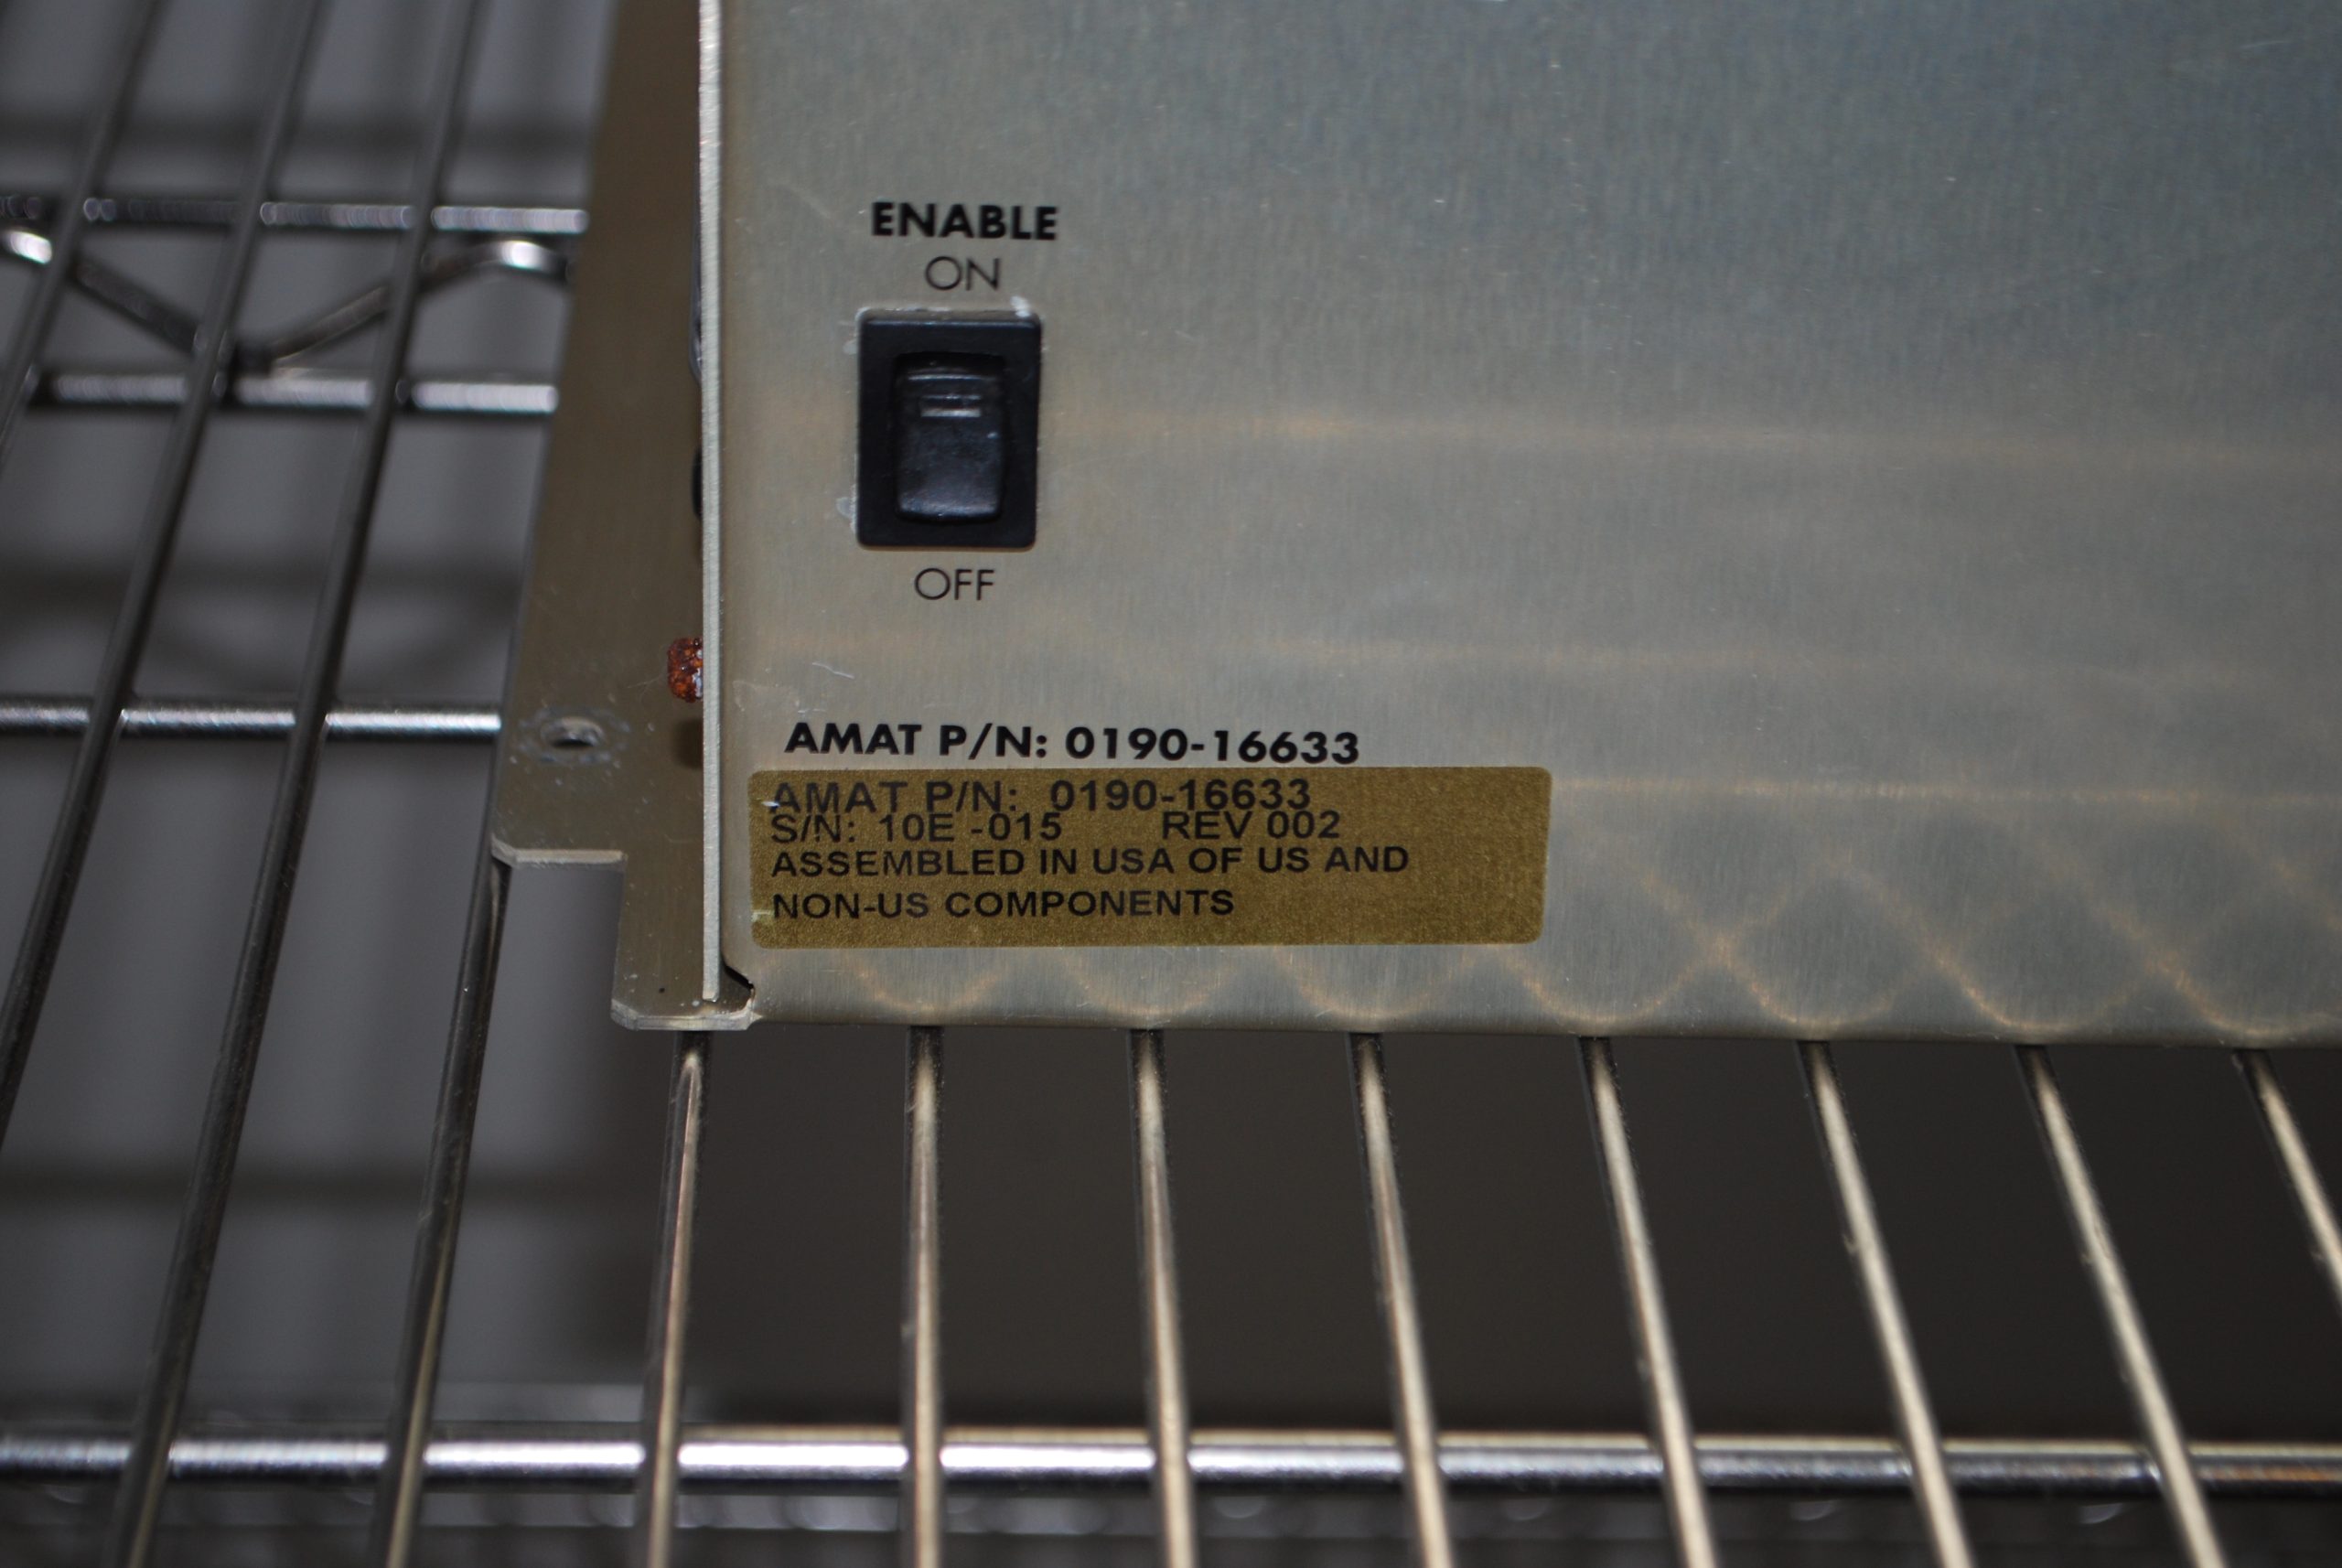 ENABLE
ON
OFF
AMAT P/N: 0190-16633
AMAT P/N: 0190-16633
S/N: 10E -015 REV 002
ASSEMBLED IN USA OF US AND
NON-US COMPONENTS